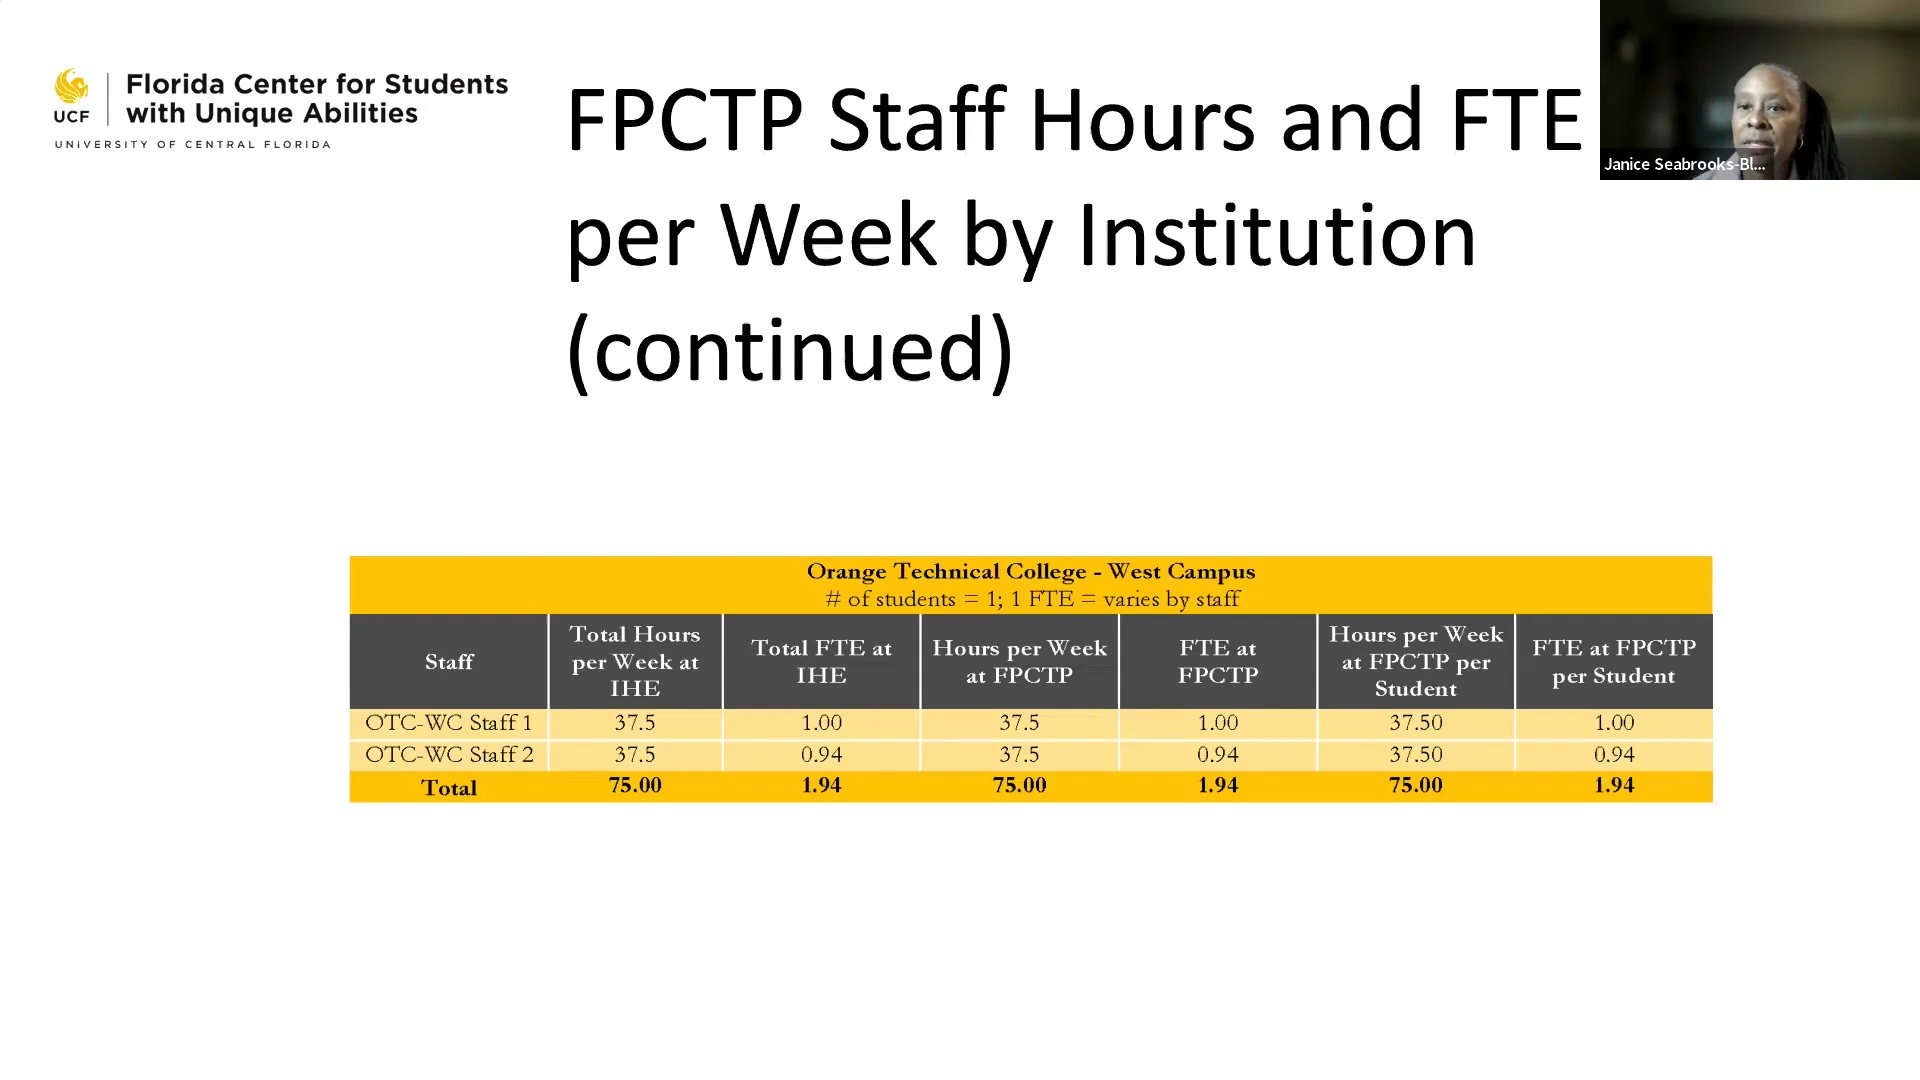 Florida Center for Students
with Unique Abilities
UCF
UNIVERSITY OF CENTRAL FLORIDA
FPCTP Staff Hours and FTE
per Week by Institution
(continued)
Janice Seabrooks-Bl...
Orange Technical College - West Campus
# of students = 1; 1 FTE = varies by staff
Staff | Total Hours per Week at IHE | Total FTE at IHE | Hours per Week at FPCTP | FTE at FPCTP | Hours per Week at FPCTP per Student | FTE at FPCTP per Student
OTC-WC Staff 1 | 37.5 | 1.00 | 37.5 | 1.00 | 37.50 | 1.00
OTC-WC Staff 2 | 37.5 | 0.94 | 37.5 | 0.94 | 37.50 | 0.94
Total | 75.00 | 1.94 | 75.00 | 1.94 | 75.00 | 1.94